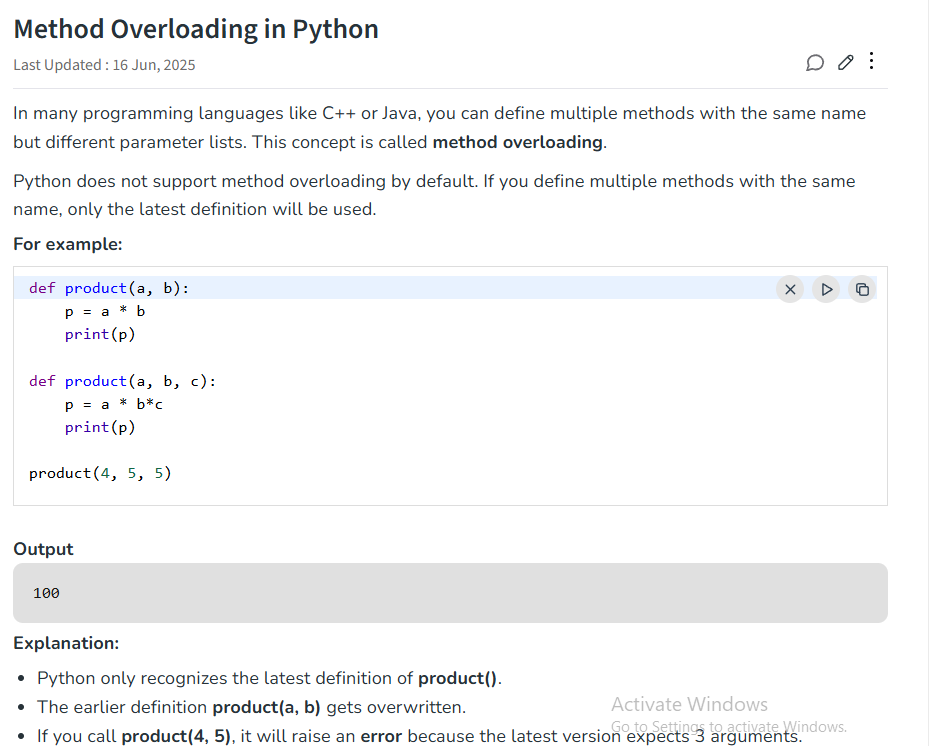 Method Overloading in Python
Last Updated : 16 Jun, 2025
In many programming languages like C++ or Java, you can define multiple methods with the same name
but different parameter lists. This concept is called method overloading.
Python does not support method overloading by default. If you define multiple methods with the same
name, only the latest definition will be used.
For example:
def product(a, b):
    p = a * b
    print(p)
def product(a, b, c):
    p = a * b*c
    print(p)
product(4, 5, 5)
Output
100
Explanation:
• Python only recognizes the latest definition of product().
• The earlier definition product(a, b) gets overwritten.
• If you call product(4, 5), it will raise an error because the latest version expects 3 arguments.
Activate Windows
Go to Settings to activate Windows.